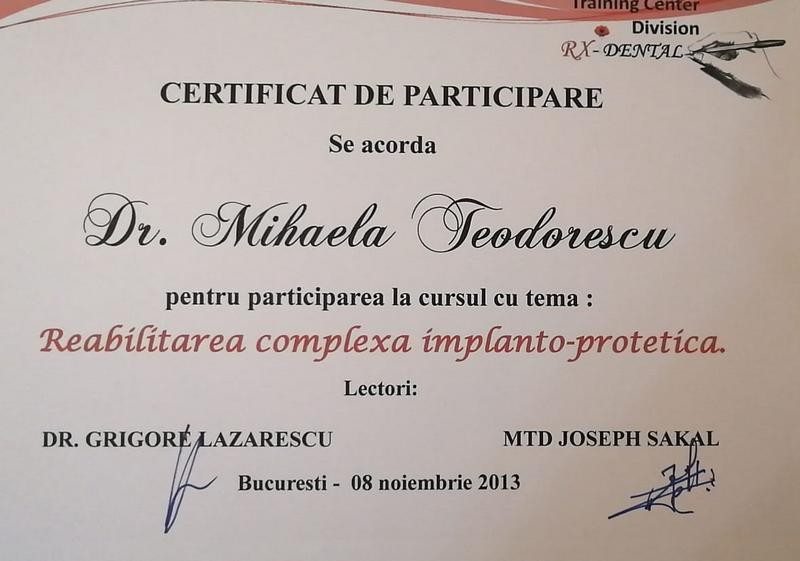 Training Center
Division
RX-DENTAL
CERTIFICAT DE PARTICIPARE
Se acorda
Dr. Mihaela Teodorescu
pentru participarea la cursul cu tema :
Reabilitarea complexa implanto-protetica.
Lectori:
DR. GRIGORE LAZARESCU MTD JOSEPH SAKAL
Bucuresti - 08 noiembrie 2013